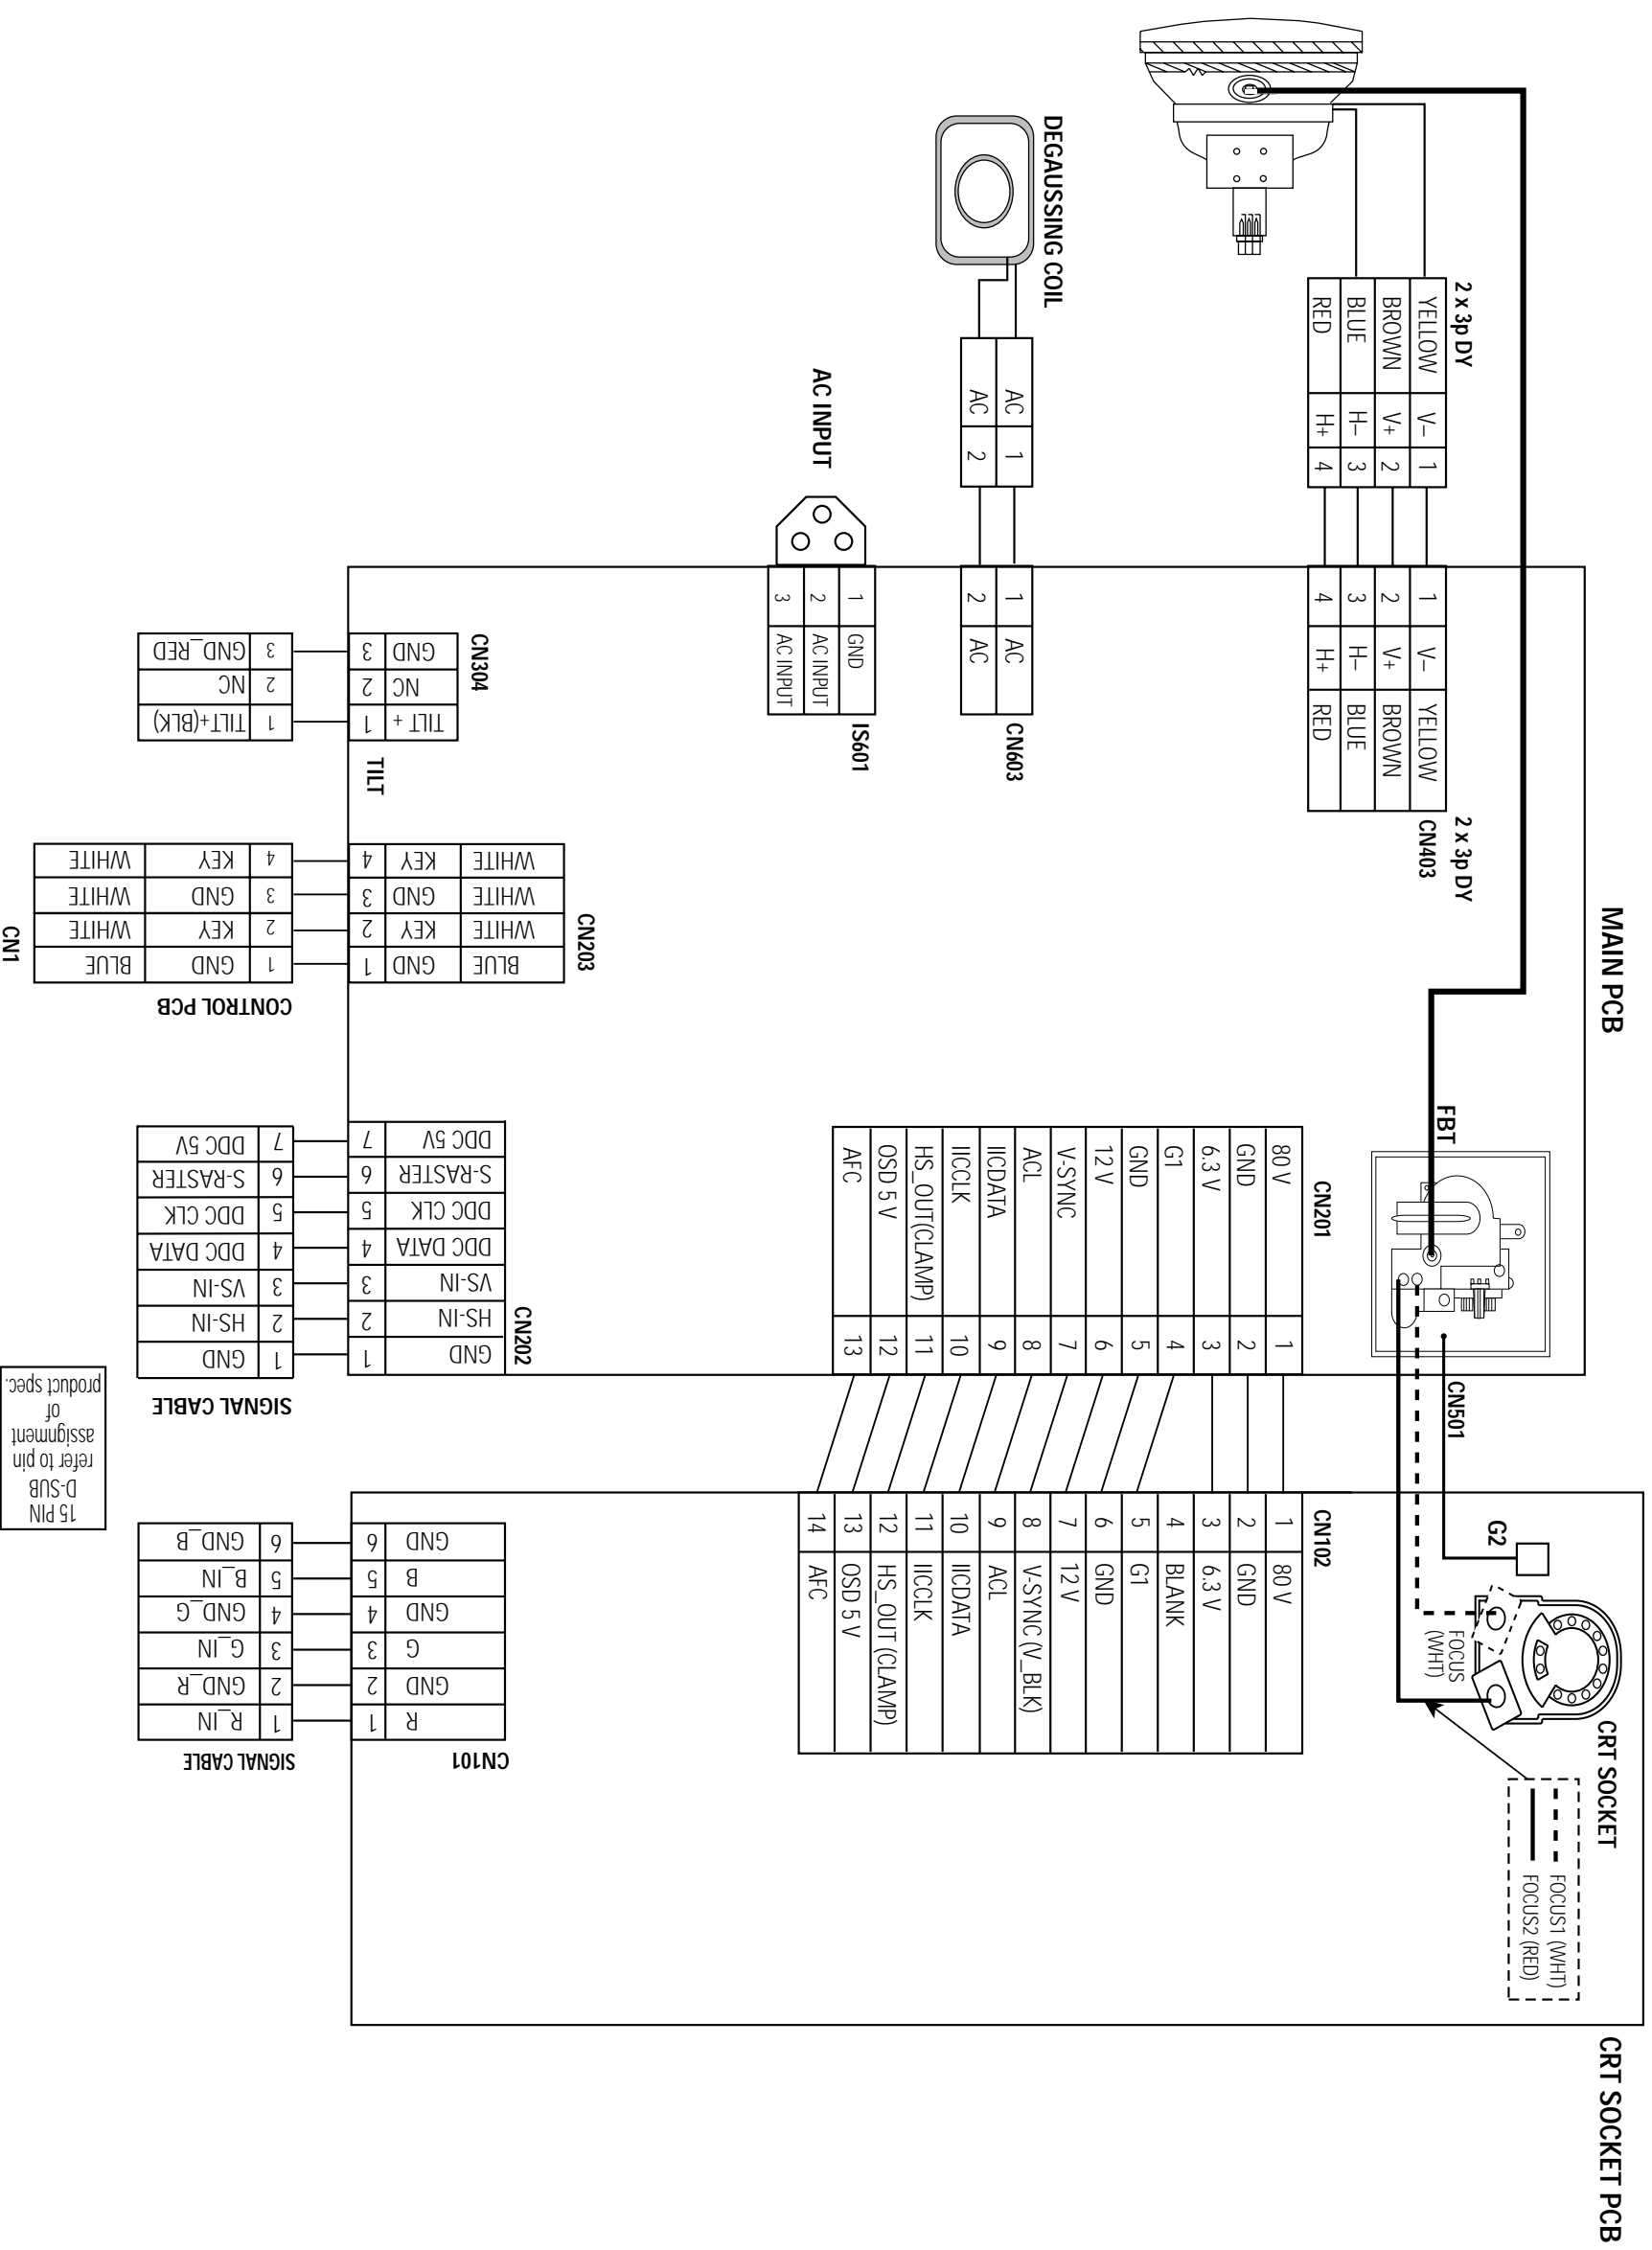 MAIN PCB
CRT SOCKET PCB
2 x 3p DY
YELLOW V– 1
BROWN V+ 2
BLUE H– 3
RED H+ 4
2 x 3p DY
CN403
1 V– YELLOW
2 V+ BROWN
3 H– BLUE
4 H+ RED
DEGAUSSING COIL
AC 1
AC 2
CN603
1 AC
2 AC
AC INPUT
IS601
1 GND
2 AC INPUT
3 AC INPUT
FBT
CN501
G2
CRT SOCKET
FOCUS
(WHT)
FOCUS1 (WHT)
FOCUS2 (RED)
CN201
80 V 1
GND 2
6.3 V 3
G1 4
GND 5
12 V 6
V-SYNC 7
ACL 8
IICDATA 9
IICCLK 10
HS_OUT(CLAMP) 11
OSD 5 V 12
AFC 13
CN102
1 80 V
2 GND
3 6.3 V
4 BLANK
5 G1
6 GND
7 12 V
8 V-SYNC (V_BLK)
9 ACL
10 IICDATA
11 IICCLK
12 HS_OUT (CLAMP)
13 OSD 5 V
14 AFC
CN304
TILT
GND 3
NC 2
TILT + 1
3 GND_RED
2 NC
1 TILT+(BLK)
CN203
WHITE KEY 4
WHITE GND 3
WHITE KEY 2
BLUE GND 1
CONTROL PCB
CN1
4 KEY WHITE
3 GND WHITE
2 KEY WHITE
1 GND BLUE
CN202
DDC 5V 7
S-RASTER 6
DDC CLK 5
DDC DATA 4
VS-IN 3
HS-IN 2
GND 1
SIGNAL CABLE
7 DDC 5V
6 S-RASTER
5 DDC CLK
4 DDC DATA
3 VS-IN
2 HS-IN
1 GND
15 PIN
D-SUB
refer to pin
assignment
of
product spec.
CN101
GND 6
B 5
GND 4
G 3
GND 2
R 1
SIGNAL CABLE
6 GND_B
5 B_IN
4 GND_G
3 G_IN
2 GND_R
1 R_IN